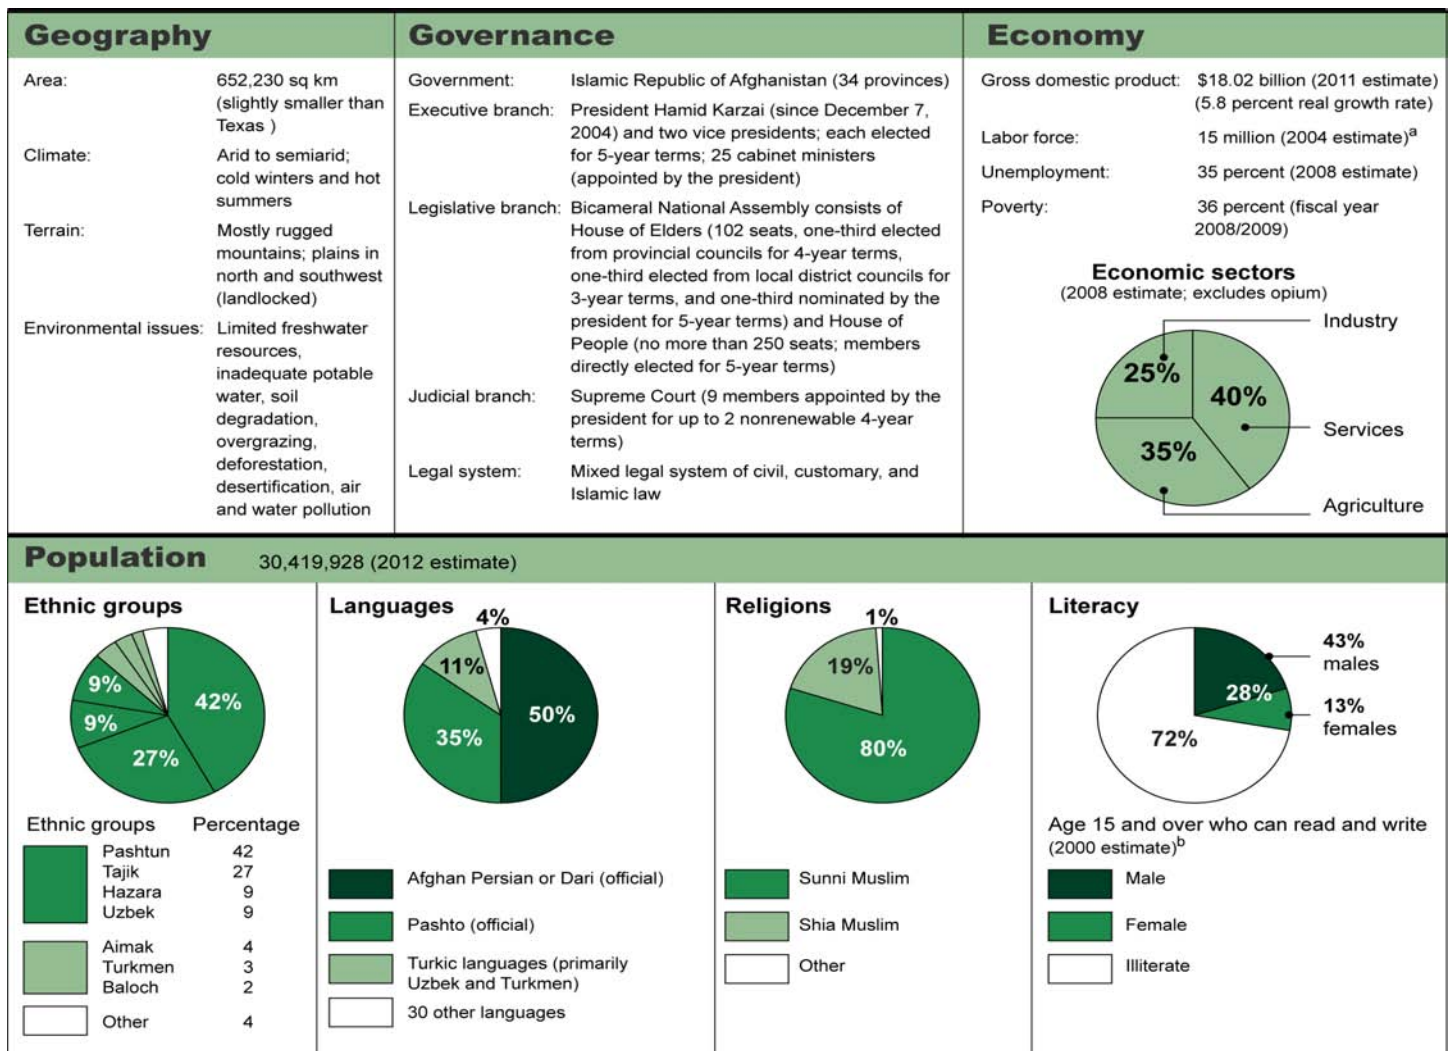 Geography
Area: 652,230 sq km
(slightly smaller than
Texas )
Climate: Arid to semiarid;
cold winters and hot
summers
Terrain: Mostly rugged
mountains; plains in
north and southwest
(landlocked)
Environmental issues: Limited freshwater
resources,
inadequate potable
water, soil
degradation,
overgrazing,
deforestation,
desertification, air
and water pollution
Governance
Government: Islamic Republic of Afghanistan (34 provinces)
Executive branch: President Hamid Karzai (since December 7,
2004) and two vice presidents; each elected
for 5-year terms; 25 cabinet ministers
(appointed by the president)
Legislative branch: Bicameral National Assembly consists of
House of Elders (102 seats, one-third elected
from provincial councils for 4-year terms,
one-third elected from local district councils for
3-year terms, and one-third nominated by the
president for 5-year terms) and House of
People (no more than 250 seats; members
directly elected for 5-year terms)
Judicial branch: Supreme Court (9 members appointed by the
president for up to 2 nonrenewable 4-year
terms)
Legal system: Mixed legal system of civil, customary, and
Islamic law
Economy
Gross domestic product: $18.02 billion (2011 estimate)
(5.8 percent real growth rate)
Labor force: 15 million (2004 estimate)a
Unemployment: 35 percent (2008 estimate)
Poverty: 36 percent (fiscal year
2008/2009)
Economic sectors
(2008 estimate; excludes opium)
Industry
25%
40%
Services
35%
Agriculture
Population 30,419,928 (2012 estimate)
Ethnic groups
9%
42%
9%
27%
Ethnic groups Percentage
Pashtun 42
Tajik 27
Hazara 9
Uzbek 9
Aimak 4
Turkmen 3
Baloch 2
Other 4
Languages
4%
11%
50%
35%
Afghan Persian or Dari (official)
Pashto (official)
Turkic languages (primarily
Uzbek and Turkmen)
30 other languages
Religions
1%
19%
80%
Sunni Muslim
Shia Muslim
Other
Literacy
43%
males
28%
13%
females
72%
Age 15 and over who can read and write
(2000 estimate)b
Male
Female
Illiterate